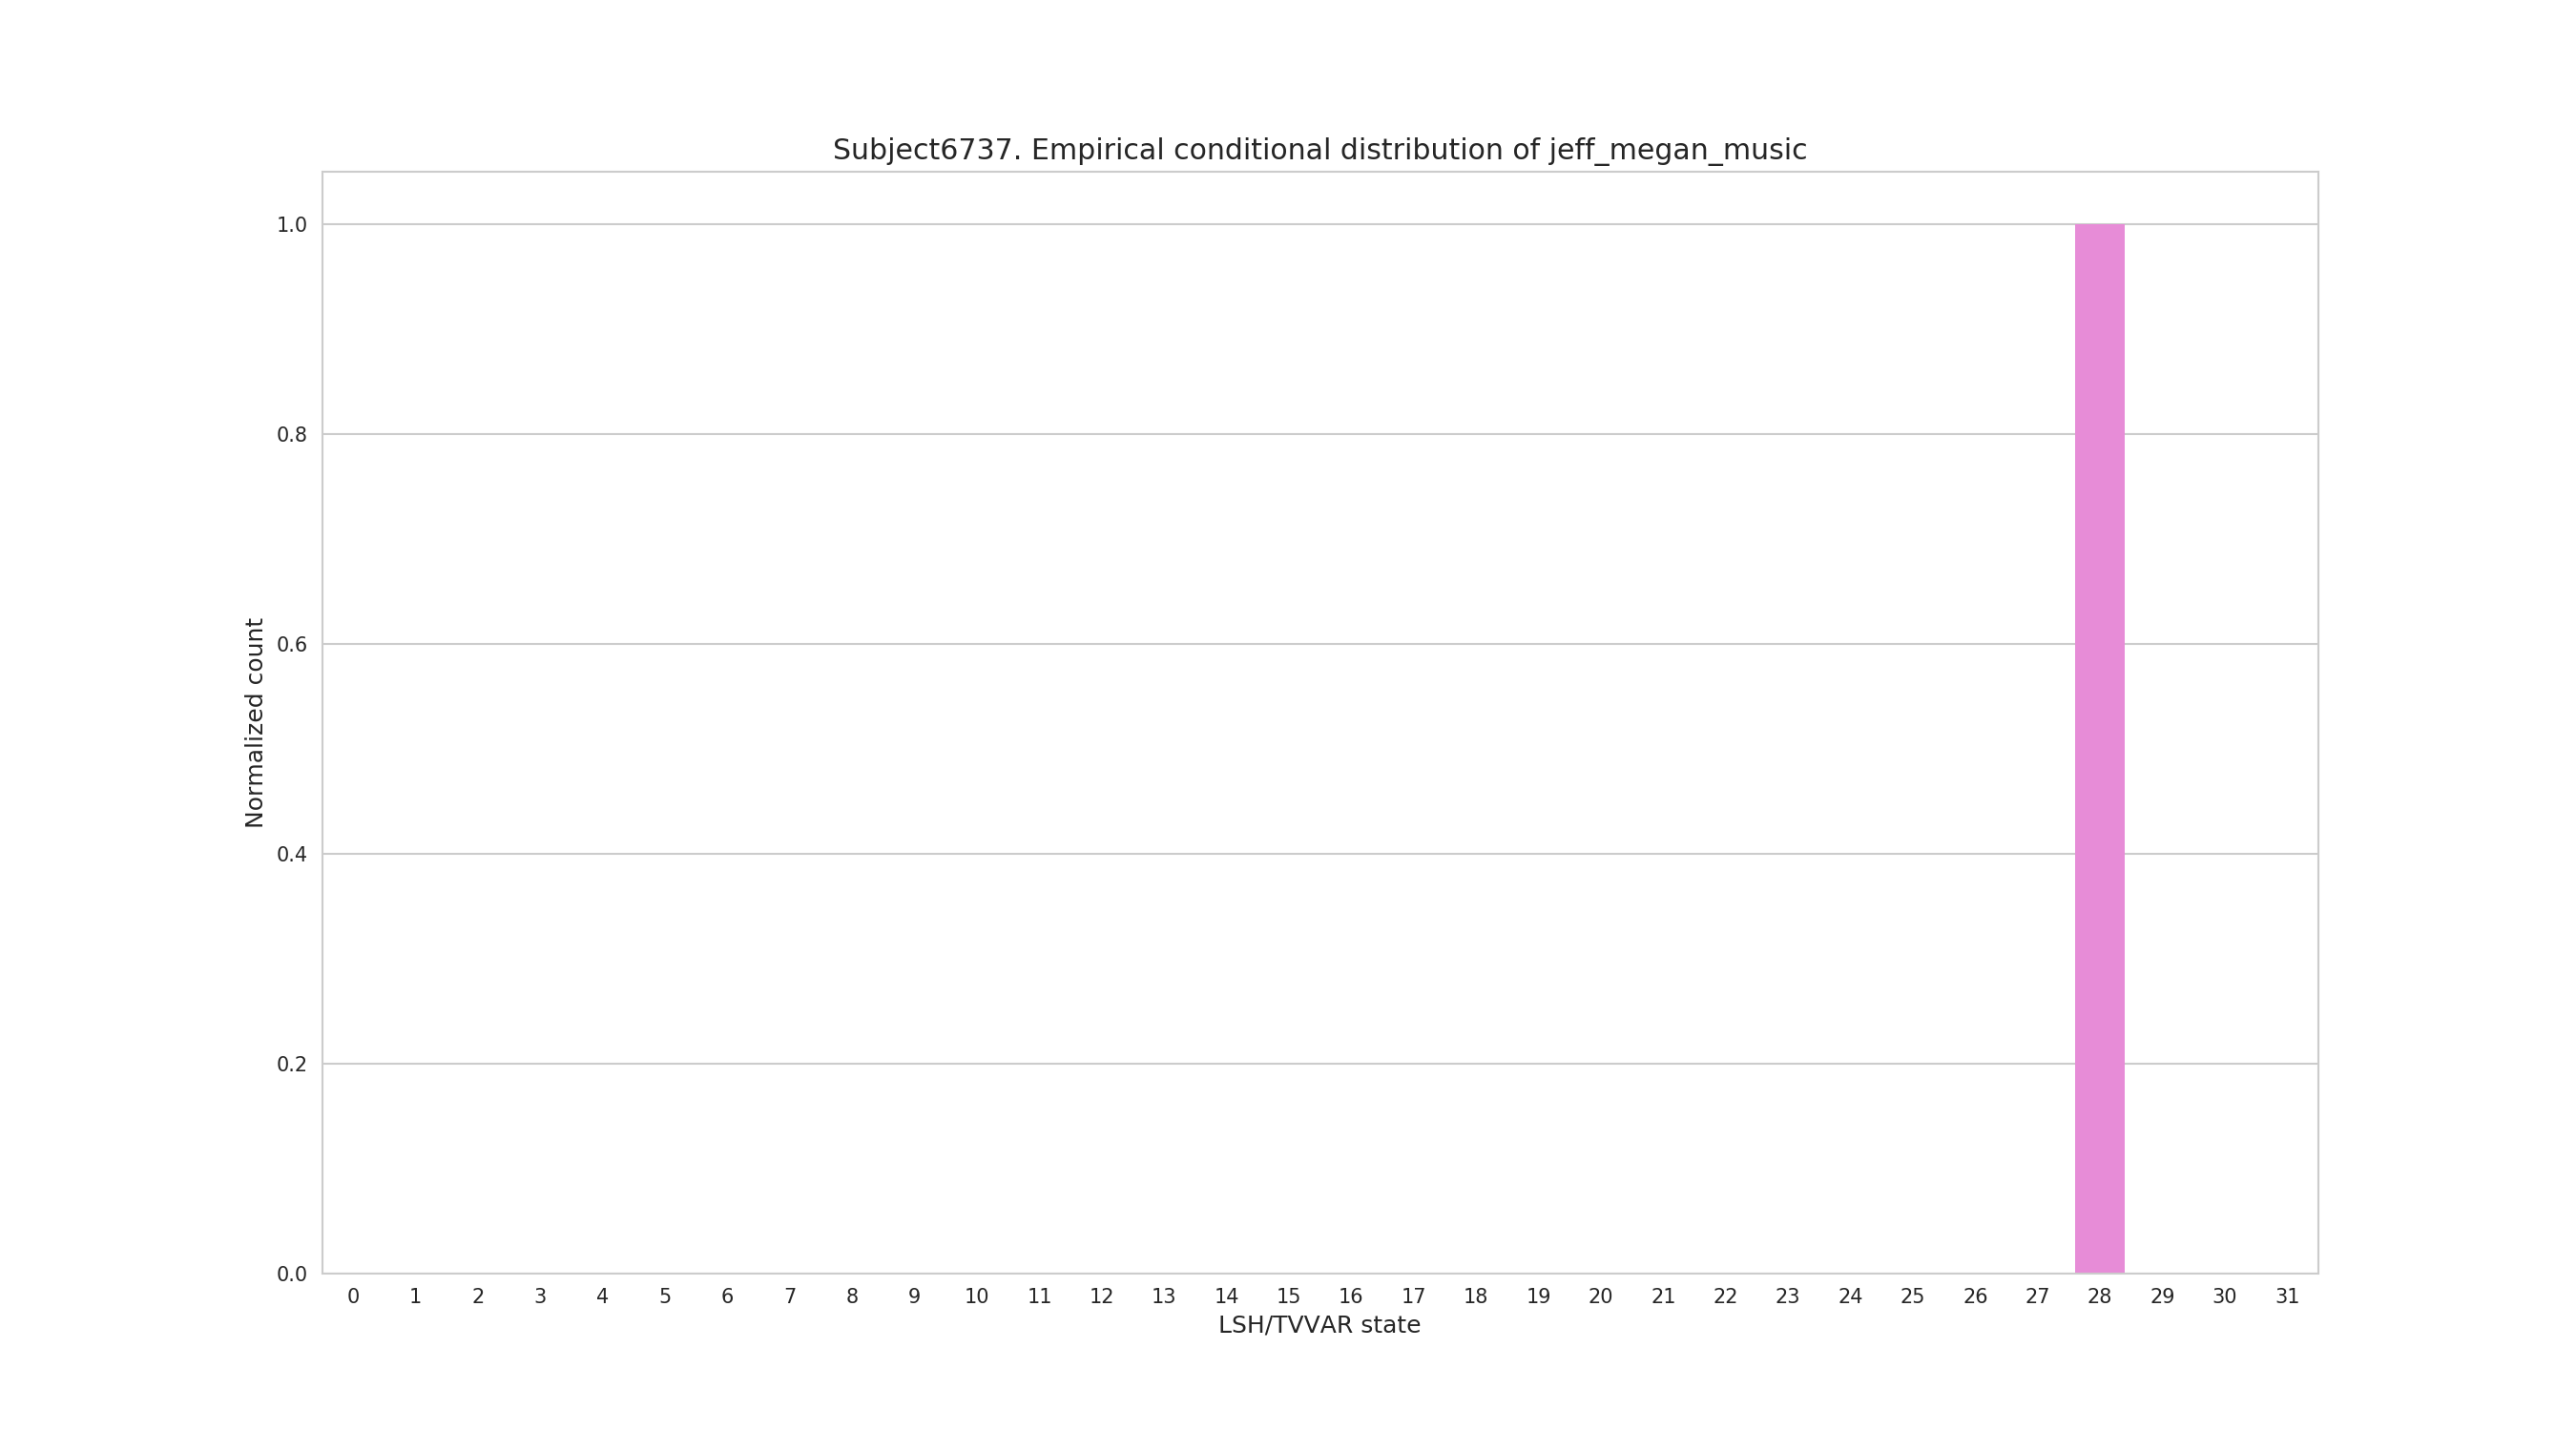 Subject6737. Empirical conditional distribution of jeff_megan_music
1.0
0.8
0.6
0.4
0.2
0.0
Normalized count
0 1 2 3 4 5 6 7 8 9 10 11 12 13 14 15 16 17 18 19 20 21 22 23 24 25 26 27 28 29 30 31
LSH/TVVAR state